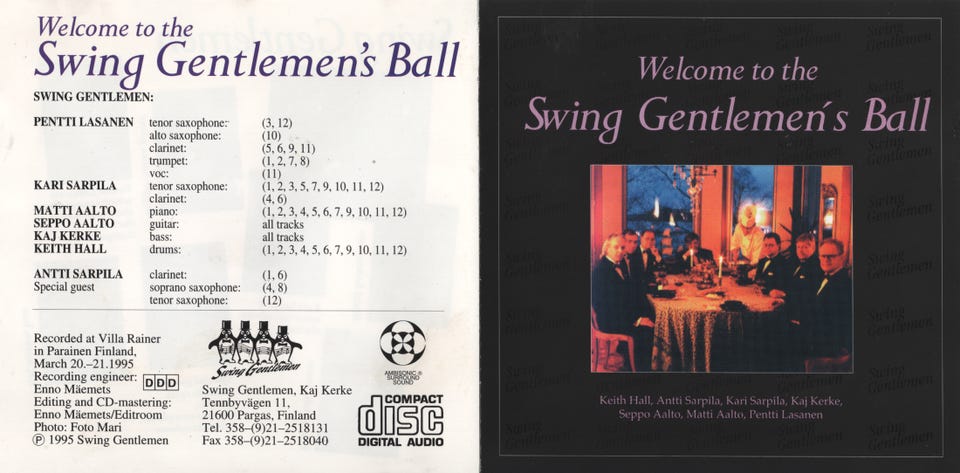 Welcome to the
Swing Gentlemen's Ball
SWING GENTLEMEN:
PENTTI LASANEN tenor saxophone: (3, 12)
alto saxophone: (10)
clarinet: (5, 6, 9, 11)
trumpet: (1, 2, 7, 8)
voc: (11)
KARI SARPILA tenor saxophone: (1, 2, 3, 5, 7, 9, 10, 11, 12)
clarinet: (4, 6)
MATTI AALTO piano: (1, 2, 3, 4, 5, 6, 7, 9, 10, 11, 12)
SEPPO AALTO guitar: all tracks
KAJ KERKE bass: all tracks
KEITH HALL drums: (1, 2, 3, 4, 5, 6, 7, 9, 10, 11, 12)
ANTTI SARPILA clarinet: (1, 6)
Special guest soprano saxophone: (4, 8)
tenor saxophone: (12)
Recorded at Villa Rainer
in Parainen Finland,
March 20.–21.1995
Recording engineer: DDD
Enno Mäemets
Editing and CD-mastering:
Enno Mäemets/Editroom
Photo: Foto Mari
Ⓟ 1995 Swing Gentlemen
Swing Gentlemen
Swing Gentlemen, Kaj Kerke
Tennbyvägen 11,
21600 Pargas, Finland
Tel. 358–(9)21–2518131
Fax 358–(9)21–2518040
AMBISONIC ®
SURROUND
SOUND
COMPACT
disc
DIGITAL AUDIO
Welcome to the
Swing Gentlemen´s Ball
Keith Hall, Antti Sarpila, Kari Sarpila, Kaj Kerke,
Seppo Aalto, Matti Aalto, Pentti Lasanen